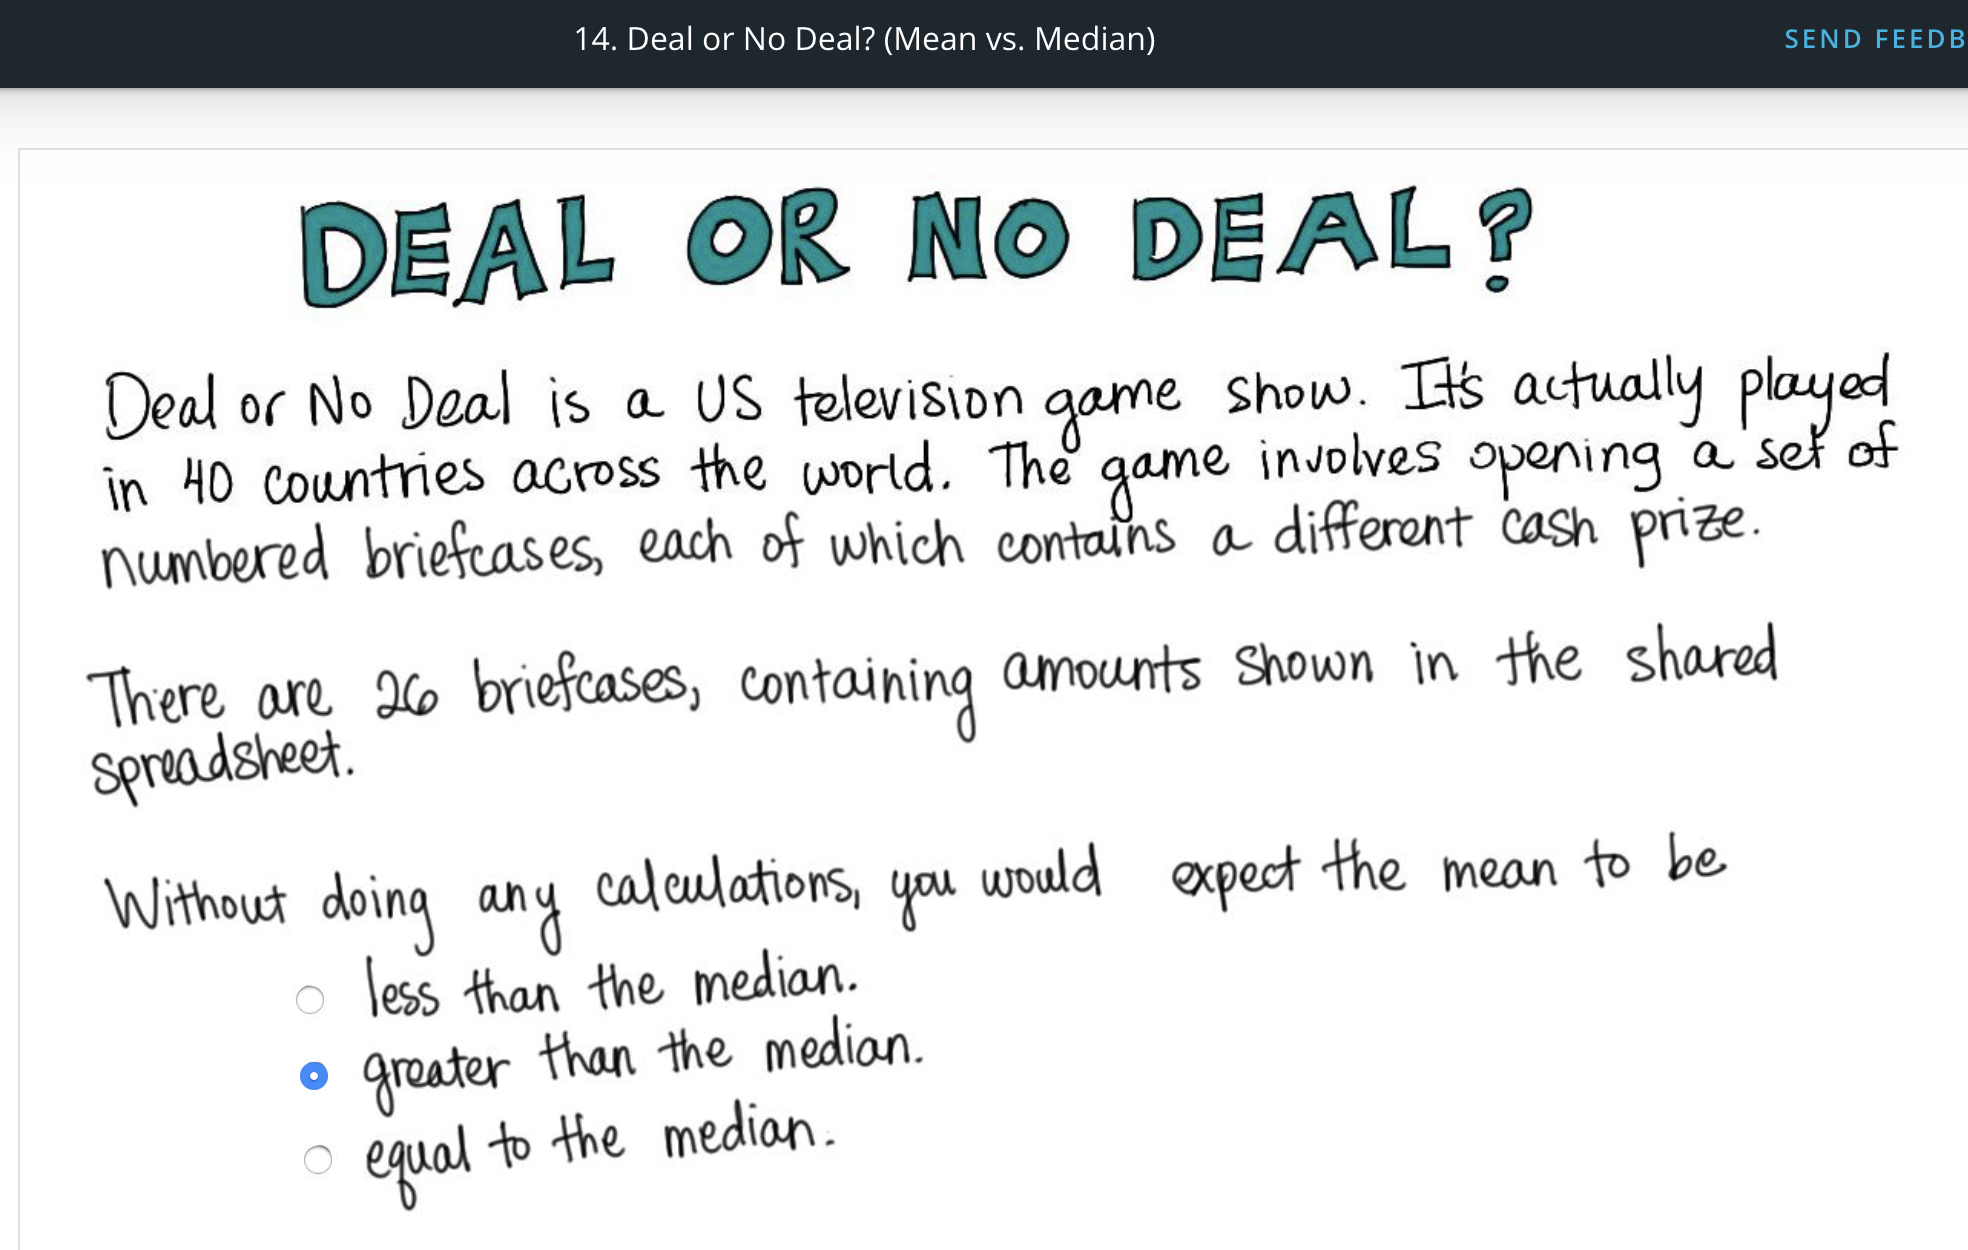 14. Deal or No Deal? (Mean vs. Median)
SEND FEEDB
DEAL OR NO DEAL?
Deal or No Deal is a US television game show. It's actually played
in 40 countries across the world. The game involves opening a set of
numbered briefcases, each of which contains a different cash prize.
There are 26 briefcases, containing amounts shown in the shared
spreadsheet.
Without doing any calculations, you would expect the mean to be
less than the median.
greater than the median.
equal to the median.